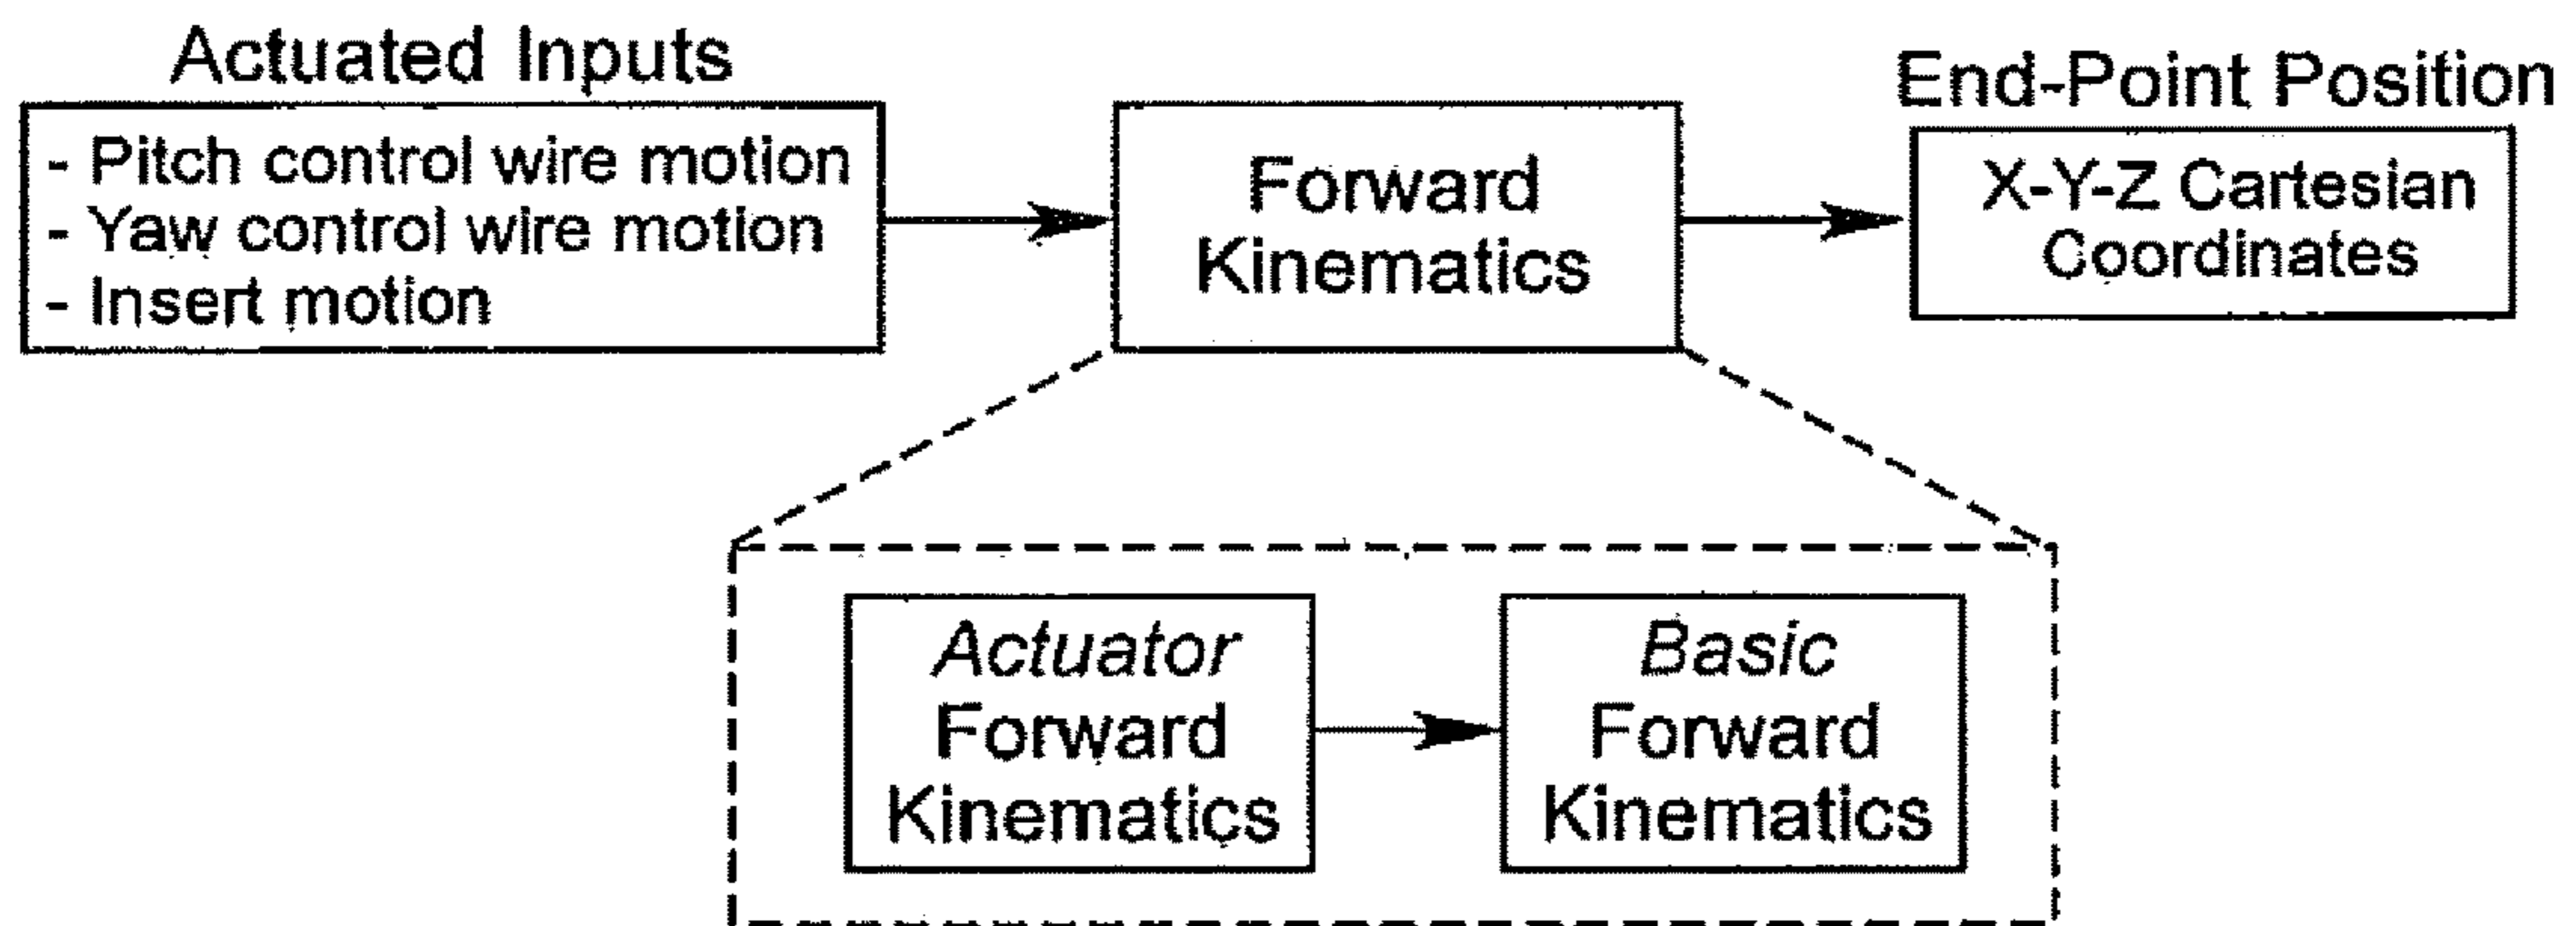 Actuated Inputs
- Pitch control wire motion
- Yaw control wire motion
- Insert motion
Forward
Kinematics
End-Point Position
X-Y-Z Cartesian
Coordinates
Actuator
Forward
Kinematics
Basic
Forward
Kinematics